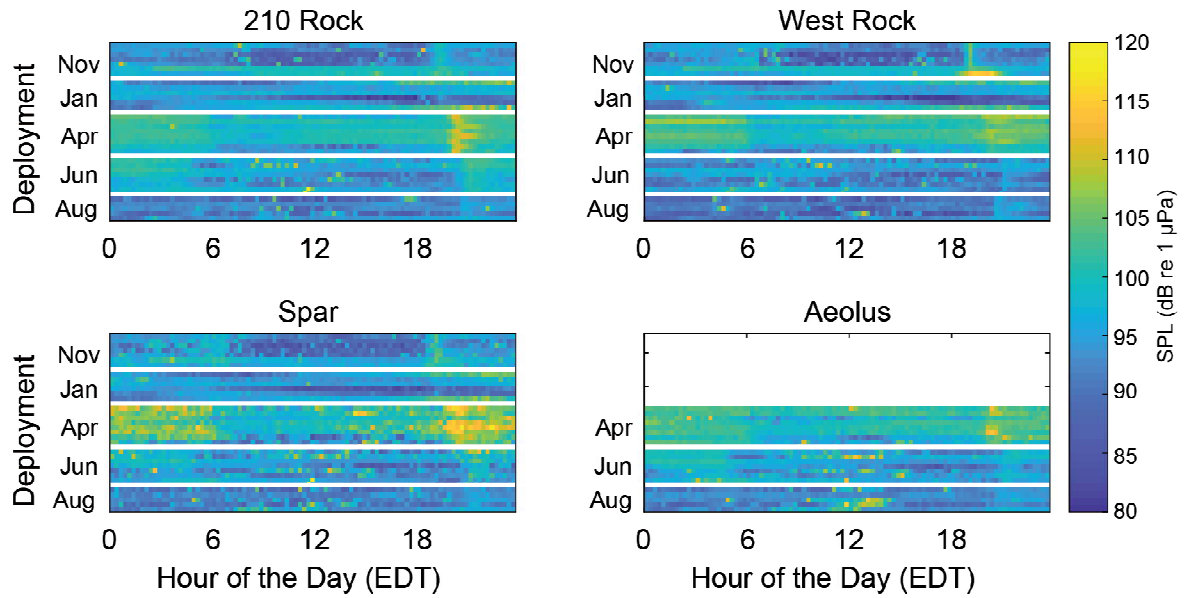 210 Rock
West Rock
Deployment
Nov
Jan
Apr
Jun
Aug
0 6 12 18
Nov
Jan
Apr
Jun
Aug
0 6 12 18
Spar
Aeolus
Deployment
Nov
Jan
Apr
Jun
Aug
0 6 12 18
Hour of the Day (EDT)
Apr
Jun
Aug
0 6 12 18
Hour of the Day (EDT)
120
115
110
105
100
95
90
85
80
SPL (dB re 1 μPa)